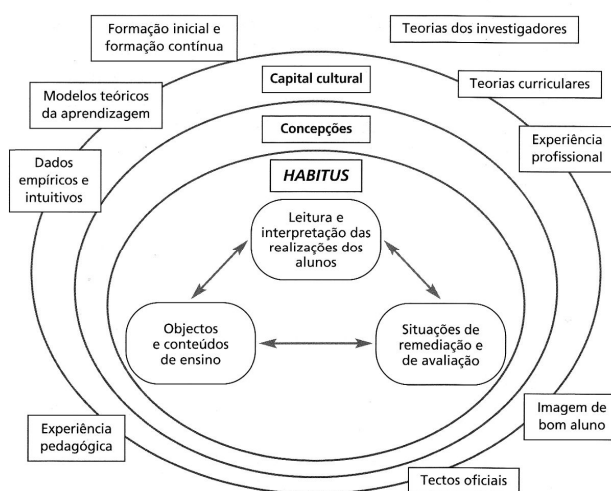 Formação inicial e
formação contínua
Teorias dos investigadores
Capital cultural
Teorias curriculares
Modelos teóricos
da aprendizagem
Concepções
Experiência
profissional
Dados
empíricos e
intuitivos
HABITUS
Leitura e
interpretação das
realizações dos
alunos
Objectos
e conteúdos
de ensino
Situações de
remediação e
de avaliação
Imagem de
bom aluno
Experiência
pedagógica
Tectos oficiais